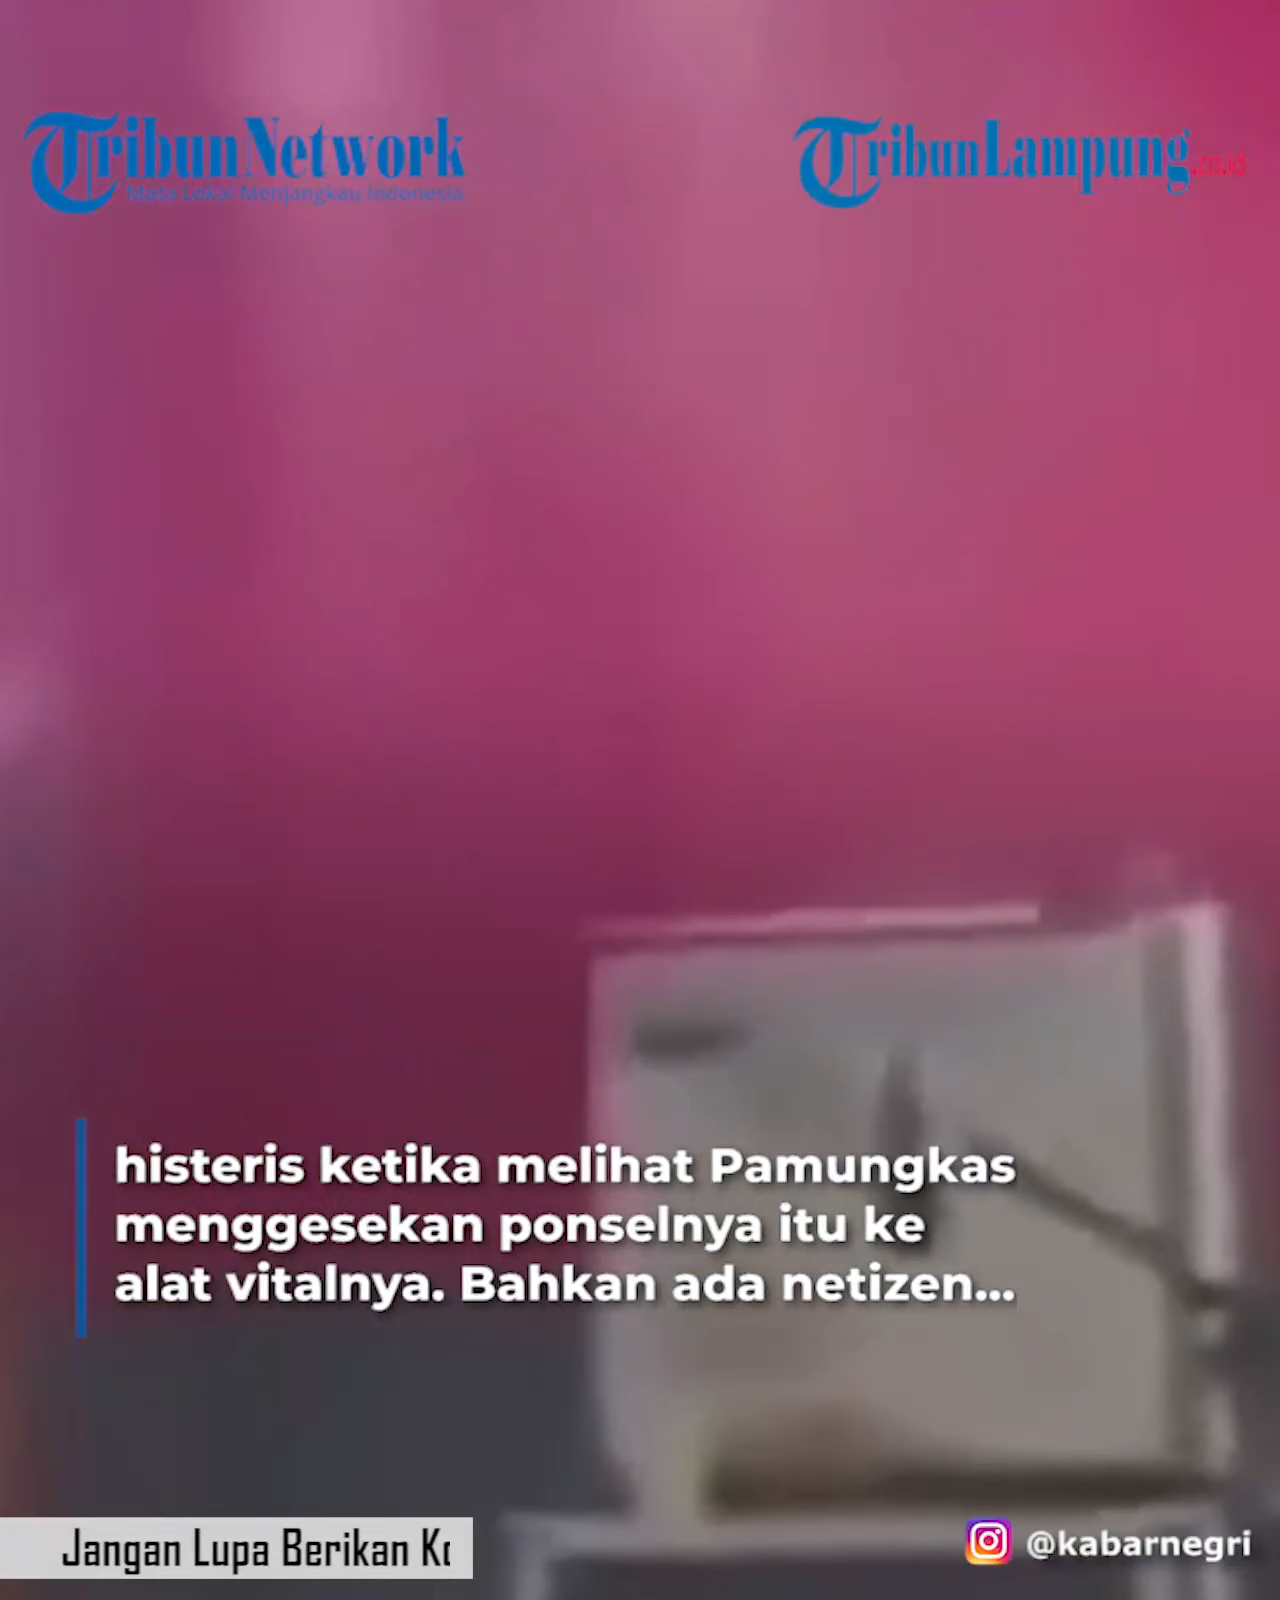 TribunNetwork
Mata Lokal Menjangkau Indonesia
TribunLampung.co.id
histeris ketika melihat Pamungkas
menggesekan ponselnya itu ke
alat vitalnya. Bahkan ada netizen...
Jangan Lupa Berikan
@kabarnegri